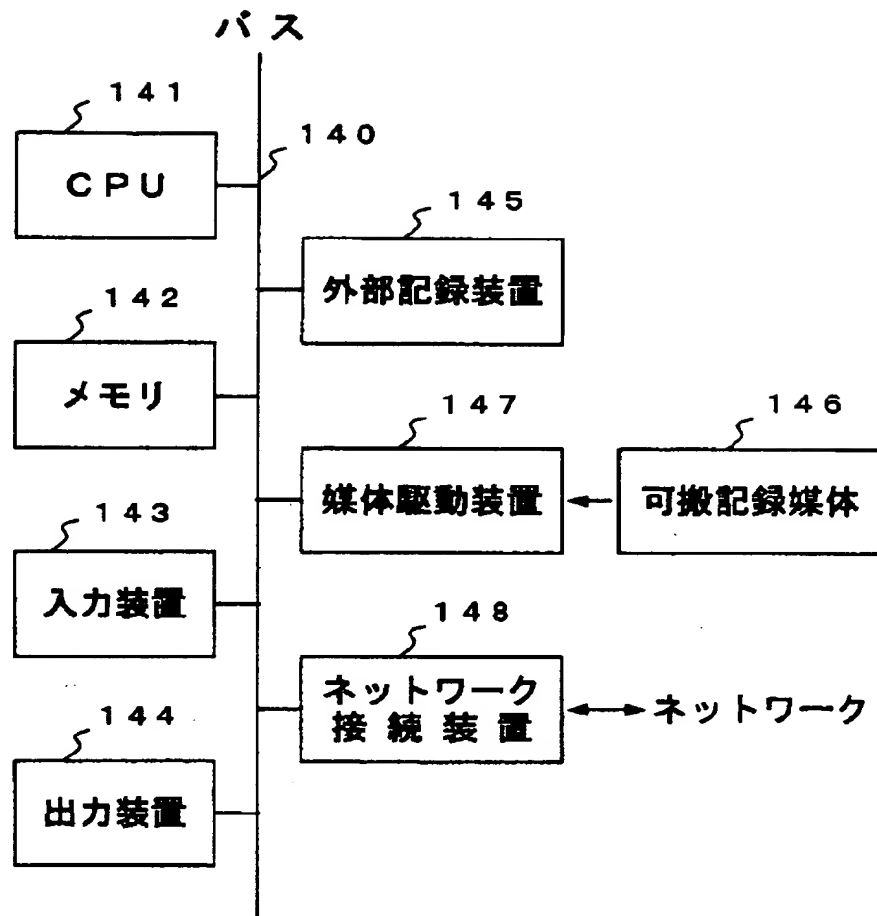 バス
141
140
CPU
145
外部記録装置
142
メモリ
147
媒体駆動装置
146
可搬記録媒体
143
入力装置
148
ネットワーク
接続装置
ネットワーク
144
出力装置